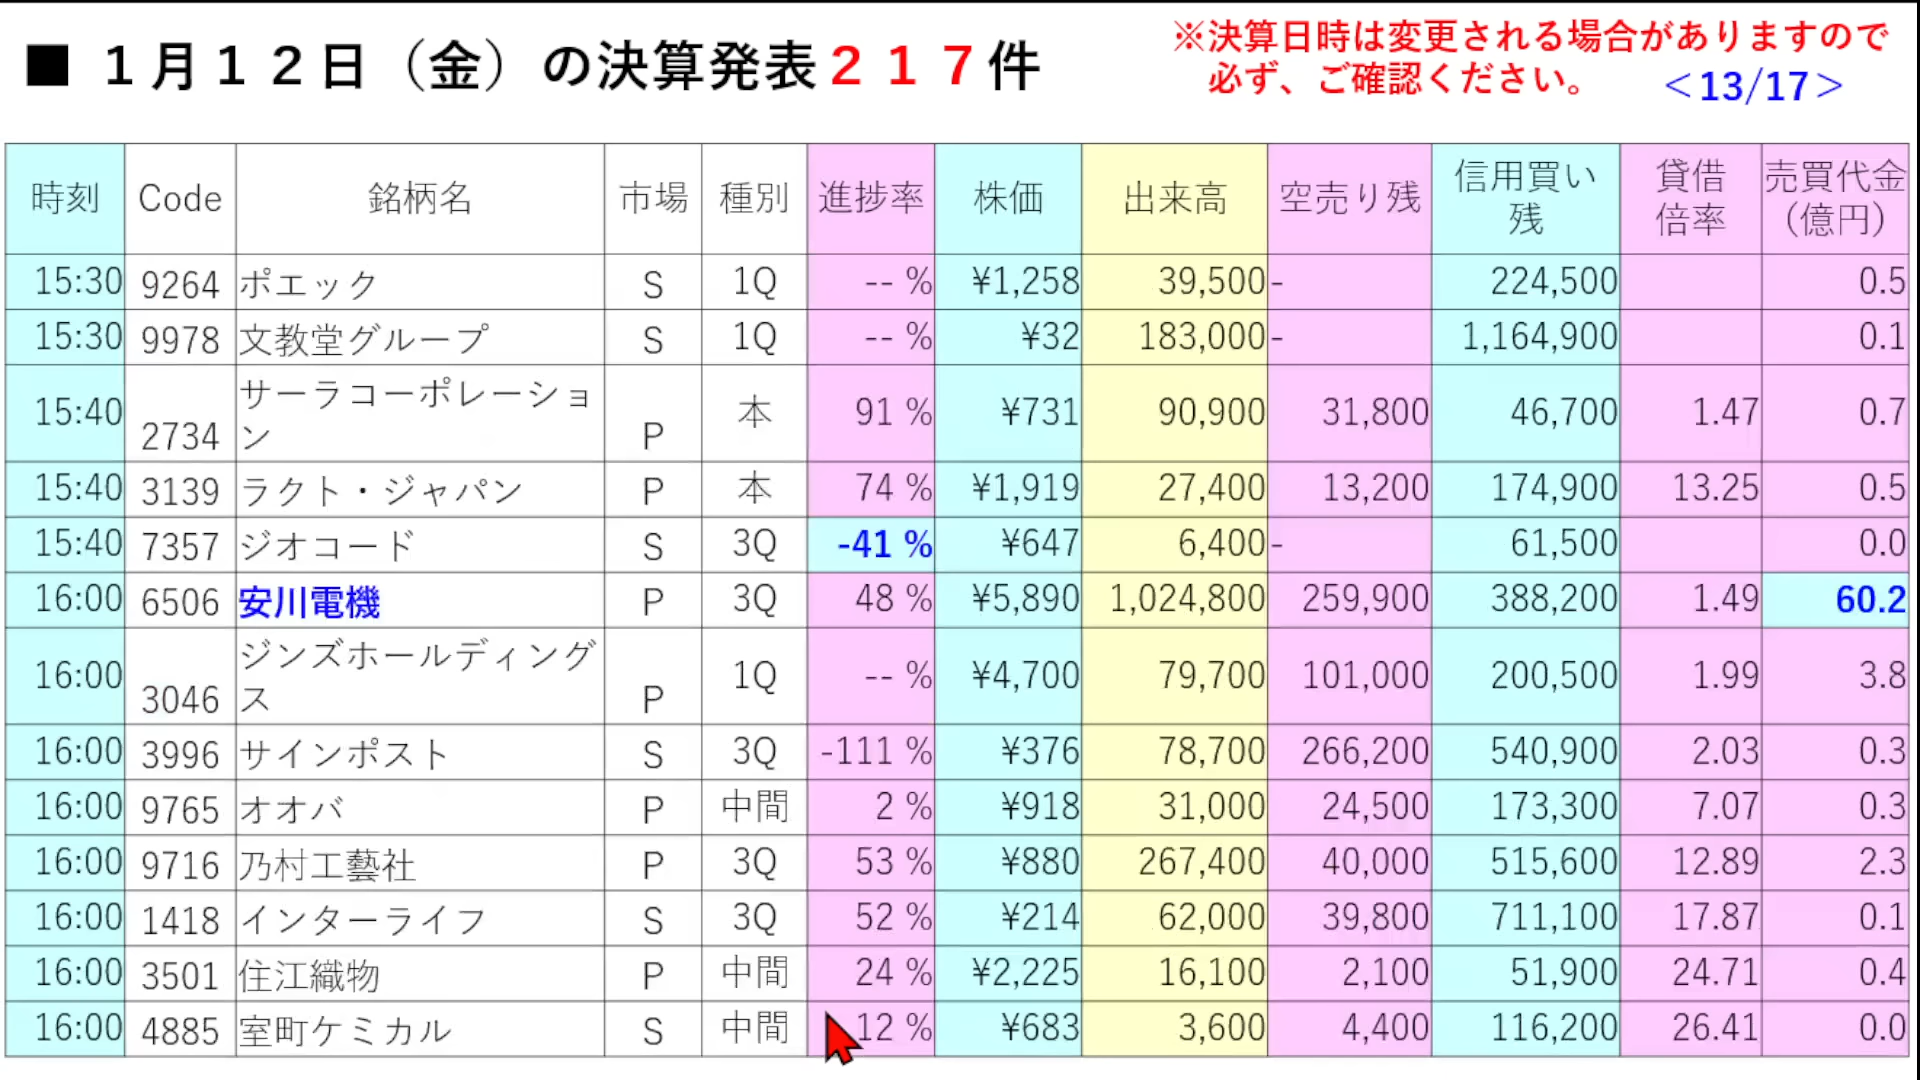 ■ １月１２日（金）の決算発表２１７件
※決算日時は変更される場合がありますので
必ず、ご確認ください。 ＜13/17＞
時刻 Code 銘柄名 市場 種別 進捗率 株価 出来高 空売り残 信用買い残 貸借倍率 売買代金（億円）
15:30 9264 ポエック S 1Q -- % ¥1,258 39,500 - 224,500 0.5
15:30 9978 文教堂グループ S 1Q -- % ¥32 183,000 - 1,164,900 0.1
15:40 2734 サーラコーポレーション P 本 91 % ¥731 90,900 31,800 46,700 1.47 0.7
15:40 3139 ラクト・ジャパン P 本 74 % ¥1,919 27,400 13,200 174,900 13.25 0.5
15:40 7357 ジオコード S 3Q -41 % ¥647 6,400 - 61,500 0.0
16:00 6506 安川電機 P 3Q 48 % ¥5,890 1,024,800 259,900 388,200 1.49 60.2
16:00 3046 ジンズホールディングス P 1Q -- % ¥4,700 79,700 101,000 200,500 1.99 3.8
16:00 3996 サインポスト S 3Q -111 % ¥376 78,700 266,200 540,900 2.03 0.3
16:00 9765 オオバ P 中間 2 % ¥918 31,000 24,500 173,300 7.07 0.3
16:00 9716 乃村工藝社 P 3Q 53 % ¥880 267,400 40,000 515,600 12.89 2.3
16:00 1418 インターライフ S 3Q 52 % ¥214 62,000 39,800 711,100 17.87 0.1
16:00 3501 住江織物 P 中間 24 % ¥2,225 16,100 2,100 51,900 24.71 0.4
16:00 4885 室町ケミカル S 中間 12 % ¥683 3,600 4,400 116,200 26.41 0.0